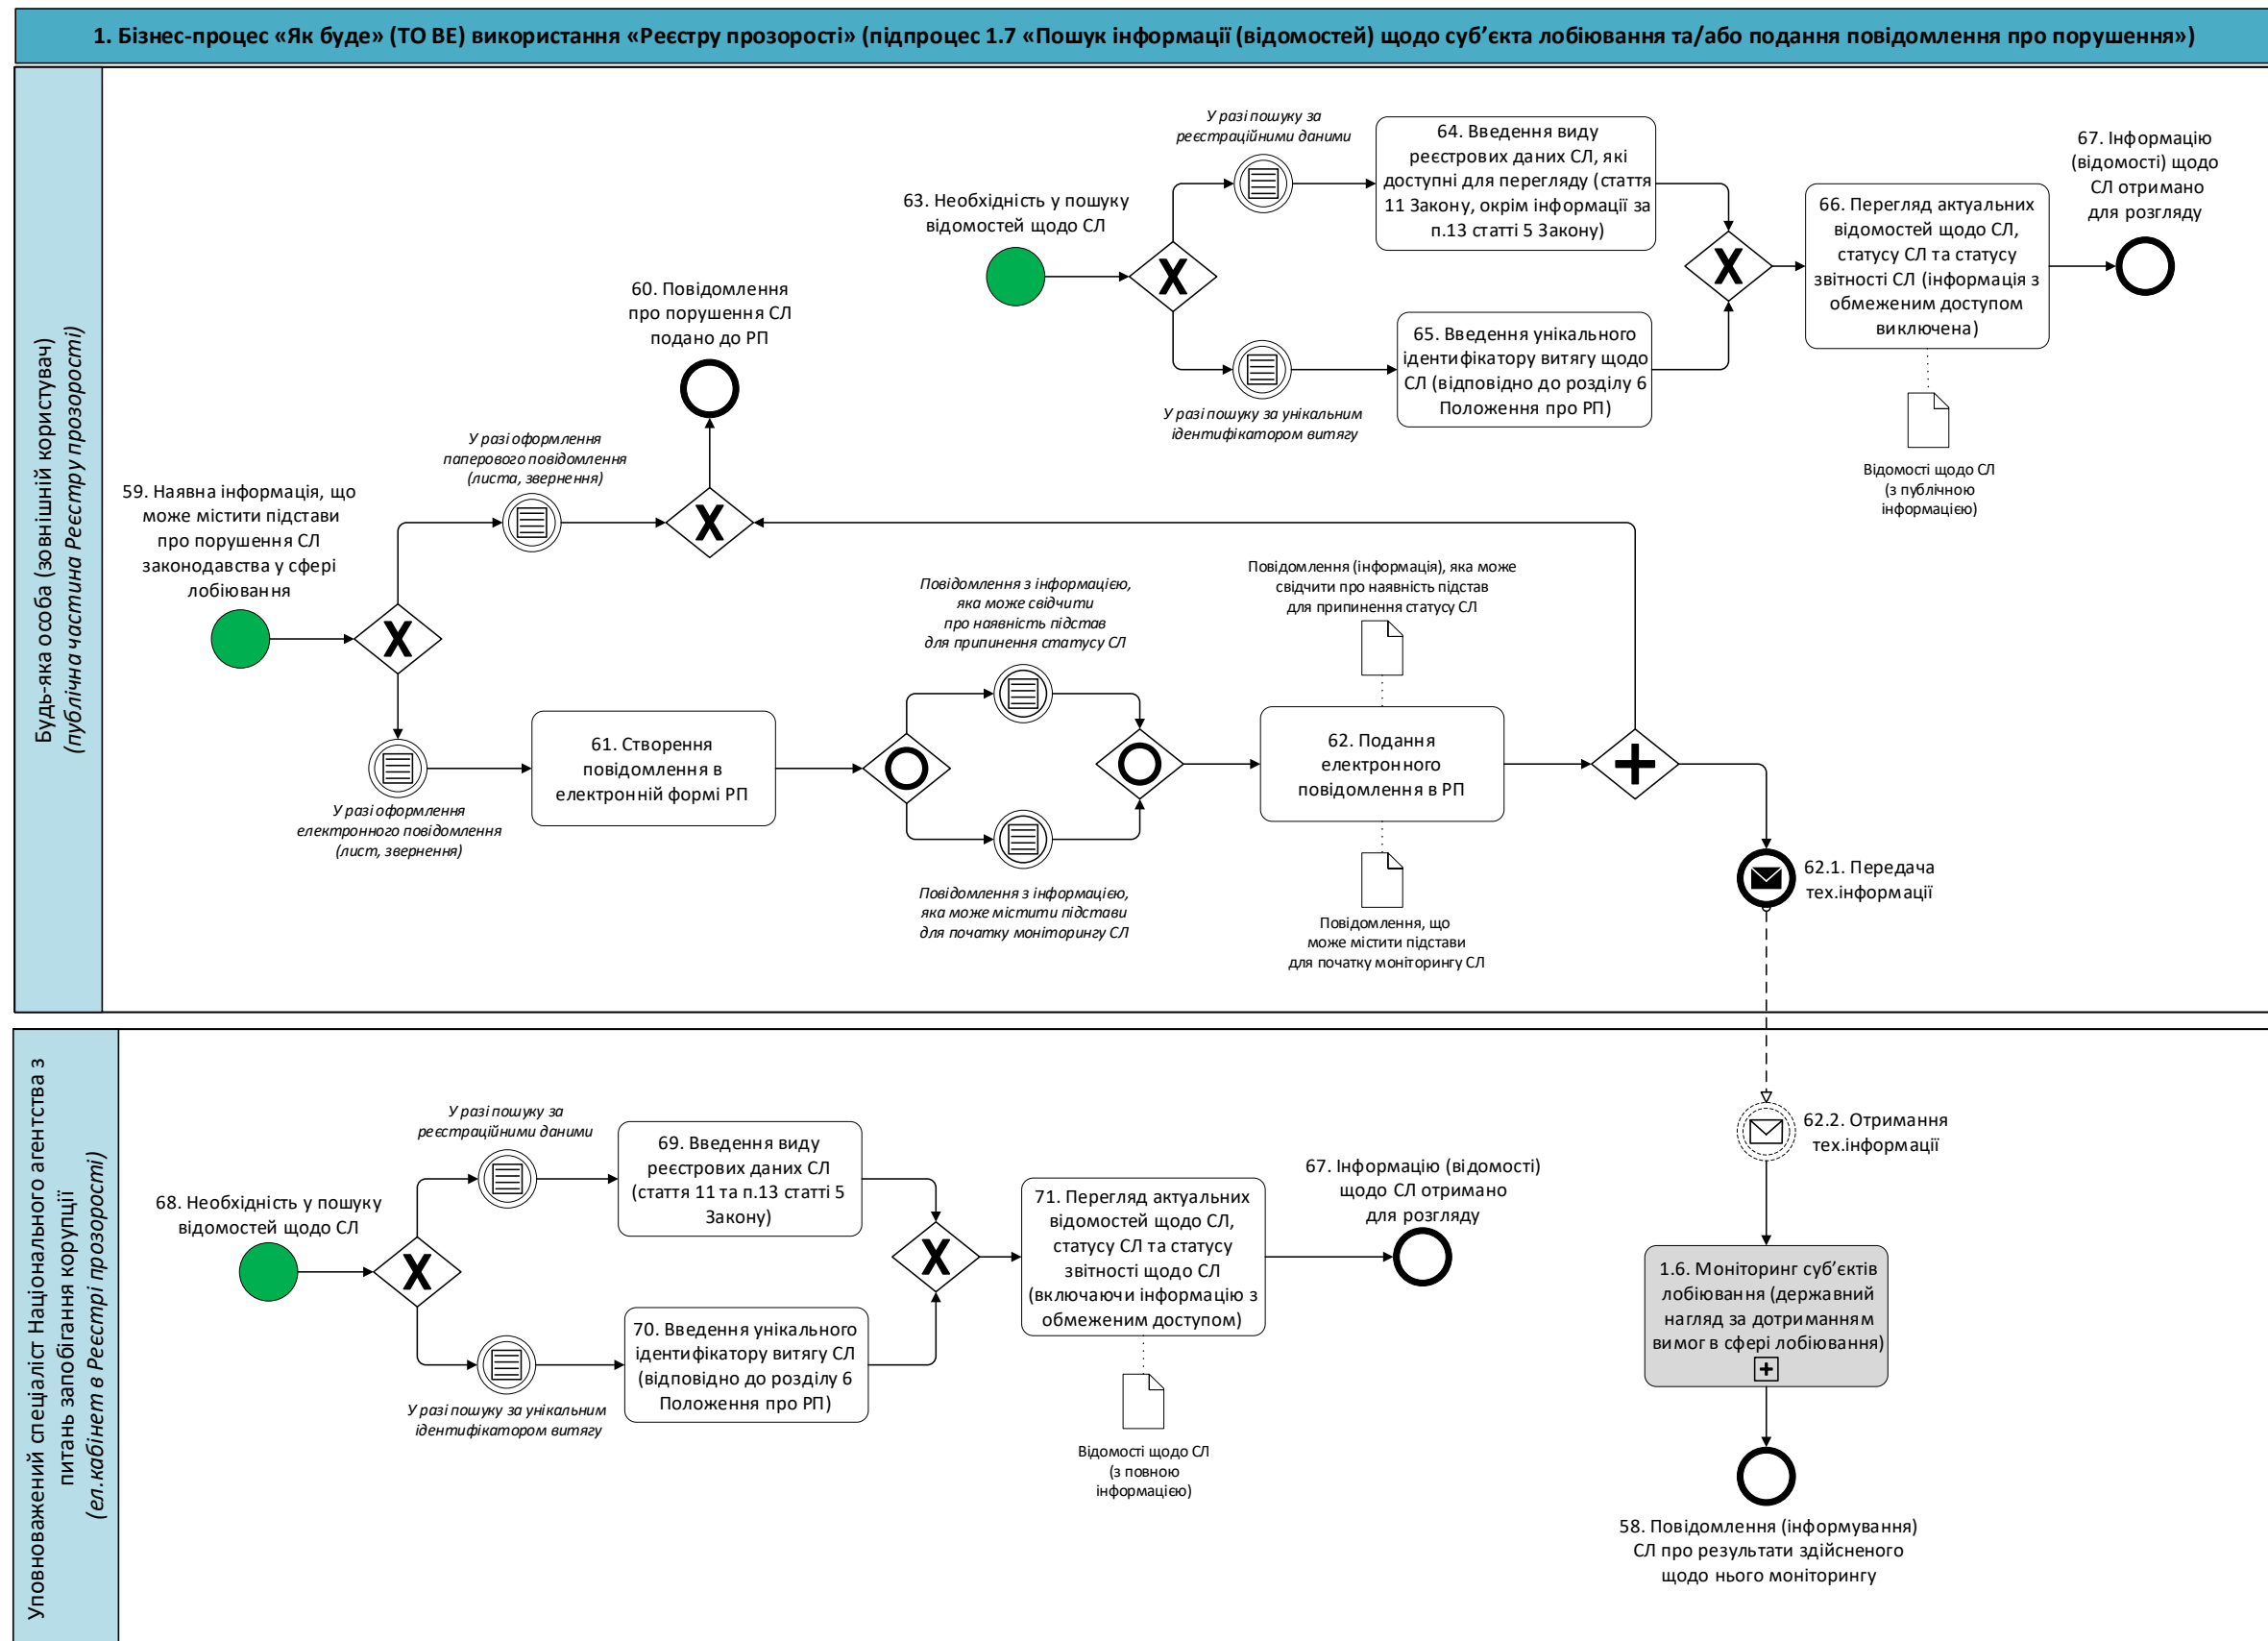 1. Бізнес-процес «Як буде» (TO BE) використання «Реєстру прозорості» (підпроцес 1.7 «Пошук інформації (відомостей) щодо суб’єкта лобіювання та/або подання повідомлення про порушення»)
Будь-яка особа (зовнішній користувач)
(публічна частина Реєстру прозорості)
У разі пошуку за
реєстраційними даними
64. Введення виду
реєстрових даних СЛ, які
доступні для перегляду (стаття
11 Закону, окрім інформації за
п.13 статті 5 Закону)
67. Інформацію
(відомості) щодо
СЛ отримано
для розгляду
63. Необхідність у пошуку
відомостей щодо СЛ
X
X
66. Перегляд актуальних
відомостей щодо СЛ,
статусу СЛ та статусу
звітності СЛ (інформація з
обмеженим доступом
виключена)
60. Повідомлення
про порушення СЛ
подано до РП
65. Введення унікального
ідентифікатору витягу щодо
СЛ (відповідно до розділу 6
Положення про РП)
У разі пошуку за унікальним
ідентифікатором витягу
Відомості щодо СЛ
(з публічною
інформацією)
У разі оформлення
паперового повідомлення
(листа, звернення)
59. Наявна інформація, що
може містити підстави
про порушення СЛ
законодавства у сфері
лобіювання
X
X
Повідомлення з інформацією,
яка може свідчити
про наявність підстав
для припинення статусу СЛ
Повідомлення (інформація), яка може
свідчити про наявність підстав
для припинення статусу СЛ
61. Створення
повідомлення в
електронній формі РП
62. Подання
електронного
повідомлення в РП
У разі оформлення
електронного повідомлення
(лист, звернення)
Повідомлення з інформацією,
яка може містити підстави
для початку моніторингу СЛ
Повідомлення, що
може містити підстави
для початку моніторингу СЛ
62.1. Передача
тех.інформації
Уповноважений спеціаліст Національного агентства з
питань запобігання корупції
(ел.кабінет в Реєстрі прозорості)
У разі пошуку за
реєстраційними даними
69. Введення виду
реєстрових даних СЛ
(стаття 11 та п.13 статті 5
Закону)
62.2. Отримання
тех.інформації
67. Інформацію (відомості)
щодо СЛ отримано
для розгляду
68. Необхідність у пошуку
відомостей щодо СЛ
X
X
71. Перегляд актуальних
відомостей щодо СЛ,
статусу СЛ та статусу
звітності щодо СЛ
(включаючи інформацію з
обмеженим доступом)
1.6. Моніторинг суб’єктів
лобіювання (державний
нагляд за дотриманням
вимог в сфері лобіювання)
70. Введення унікального
ідентифікатору витягу СЛ
(відповідно до розділу 6
Положення про РП)
У разі пошуку за унікальним
ідентифікатором витягу
Відомості щодо СЛ
(з повною
інформацією)
58. Повідомлення (інформування)
СЛ про результати здійсненого
щодо нього моніторингу